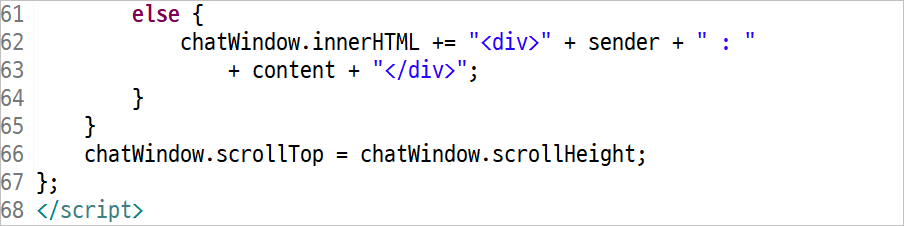 61         else {
62             chatWindow.innerHTML += "<div>" + sender + " : "
63                 + content + "</div>";
64         }
65     }
66     chatWindow.scrollTop = chatWindow.scrollHeight;
67 };
68 </script>